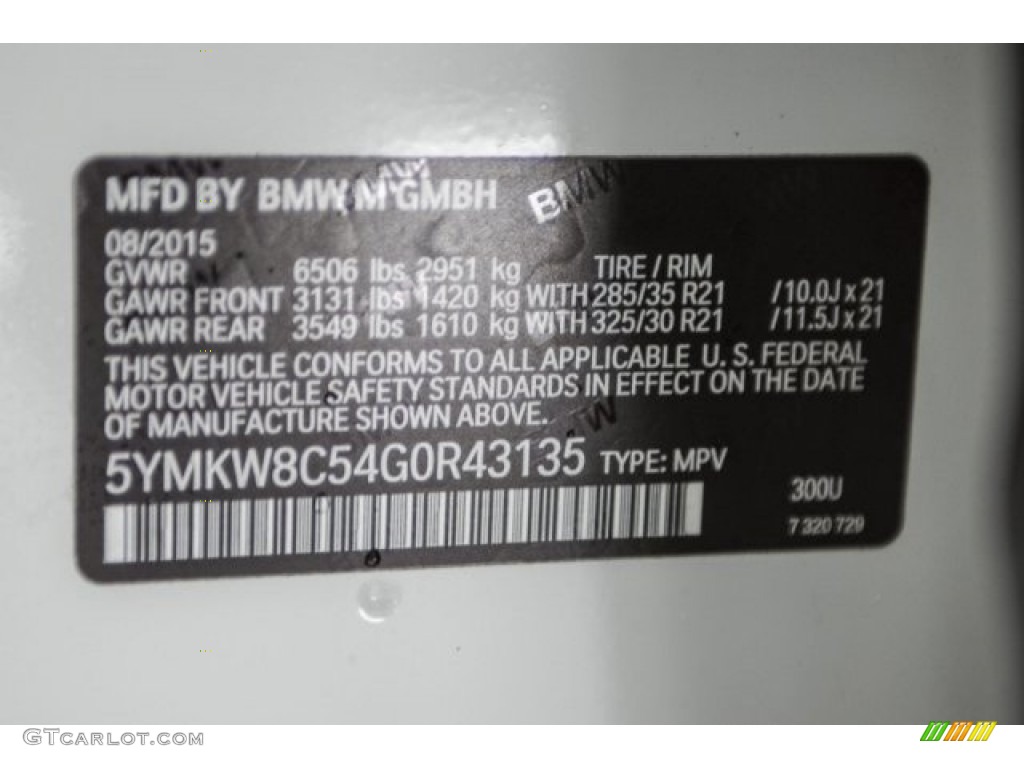 MFD BY BMW M GMBH
BMW
08/2015
GVWR 6506 lbs 2951 kg TIRE / RIM
GAWR FRONT 3131 lbs 1420 kg WITH 285/35 R21 /10.0J x 21
GAWR REAR 3549 lbs 1610 kg WITH 325/30 R21 /11.5J x 21
THIS VEHICLE CONFORMS TO ALL APPLICABLE U. S. FEDERAL
MOTOR VEHICLE SAFETY STANDARDS IN EFFECT ON THE DATE
OF MANUFACTURE SHOWN ABOVE.
5YMKW8C54G0R43135 TYPE: MPV
300U
7 320 729
GTCARLOT.COM